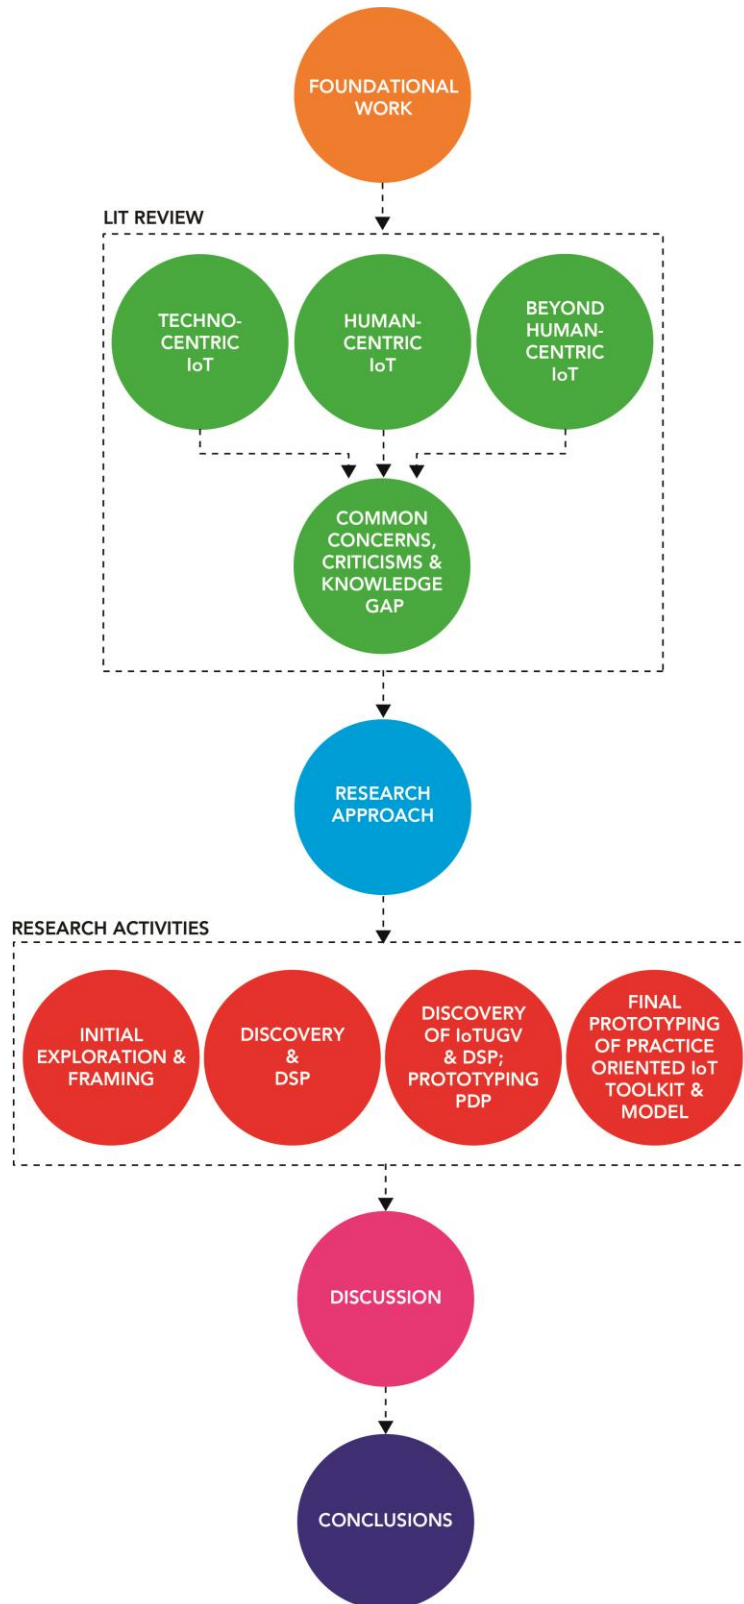 FOUNDATIONAL
WORK
LIT REVIEW
TECHNO-
CENTRIC
IoT
HUMAN-
CENTRIC
IoT
BEYOND
HUMAN-
CENTRIC
IoT
COMMON
CONCERNS,
CRITICISMS &
KNOWLEDGE
GAP
RESEARCH
APPROACH
RESEARCH ACTIVITIES
INITIAL
EXPLORATION &
FRAMING
DISCOVERY
&
DSP
DISCOVERY
OF IoTUGV
& DSP;
PROTOTYPING
PDP
FINAL
PROTOTYPING
OF PRACTICE
ORIENTED IoT
TOOLKIT &
MODEL
DISCUSSION
CONCLUSIONS